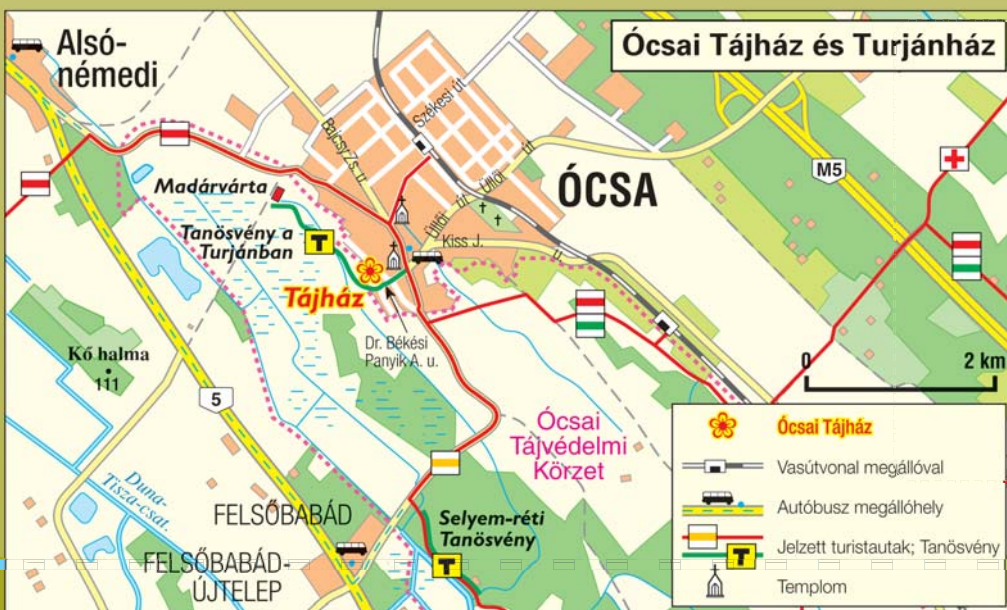 Ócsai Tájház és Turjánház
Alsó-
némedi
Székesi út
Bajcsy Zs. u.
Üllői út
M5
ÓCSA
Madárvárta
Tanösvény a
Turjánban
T
Üllői út
Kiss J. u.
Tájház
Dr. Békési
Panyik A. u.
Kő halma
111
5
0 2 km
Ócsai
Tájvédelmi
Körzet
Duna-
Tisza-csat.
FELSŐBABÁD
Selyem-réti
Tanösvény
T
FELSŐBABÁD-
ÚJTELEP
Ócsai Tájház
Vasútvonal megállóval
Autóbusz megállóhely
Jelzett turistautak; Tanösvény
T
Templom